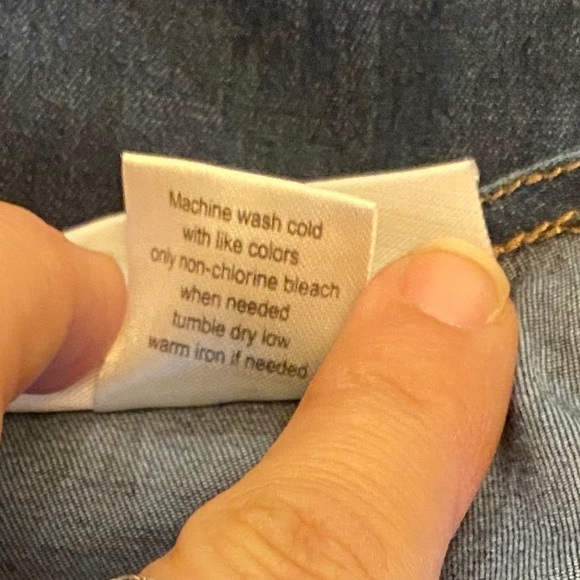 Machine wash cold
with like colors
only non-chlorine bleach
when needed
tumble dry low
warm iron if needed